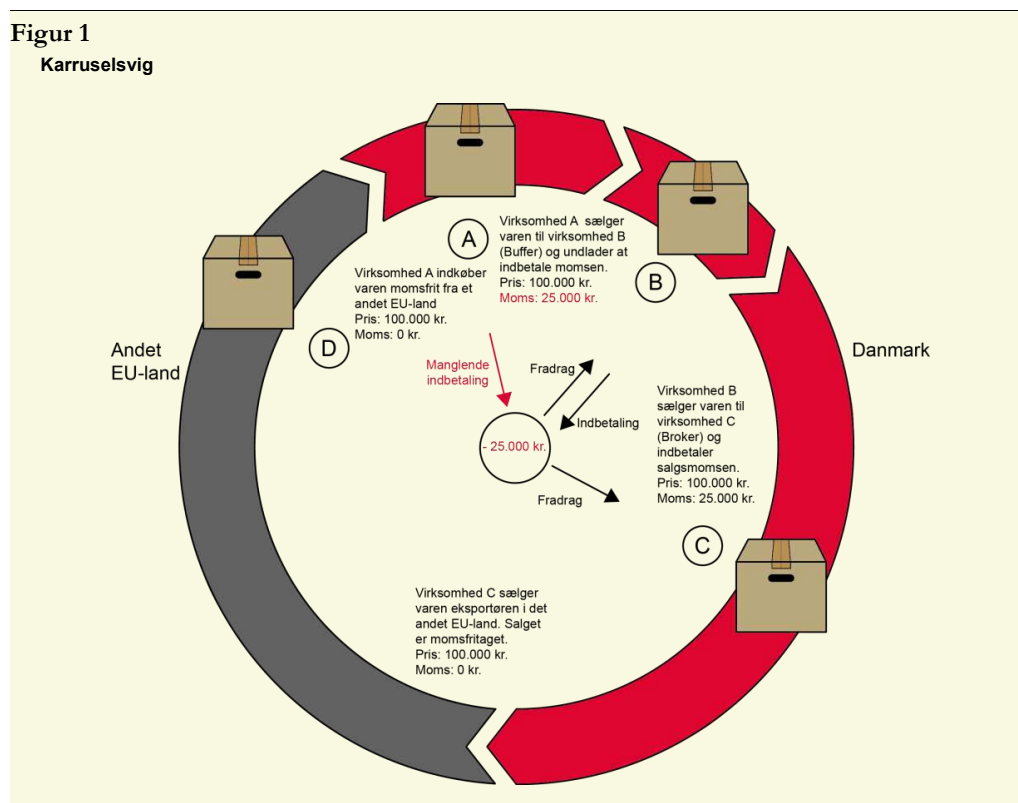 Figur 1
Karruselsvig
A
Virksomhed A sælger
varen til virksomhed B
(Buffer) og undlader at
indbetale momsen.
Pris: 100.000 kr.
Moms: 25.000 kr.
B
Virksomhed A indkøber
varen momsfrit fra et
andet EU-land
Pris: 100.000 kr.
Moms: 0 kr.
D
Andet
EU-land
Danmark
Manglende
indbetaling
Fradrag
Indbetaling
- 25.000 kr.
Fradrag
Virksomhed B
sælger varen til
virksomhed C
(Broker) og
indbetaler
salgsmomsen.
Pris: 100.000 kr.
Moms: 25.000 kr.
C
Virksomhed C sælger
varen eksportøren i det
andet EU-land. Salget
er momsfritaget.
Pris: 100.000 kr.
Moms: 0 kr.